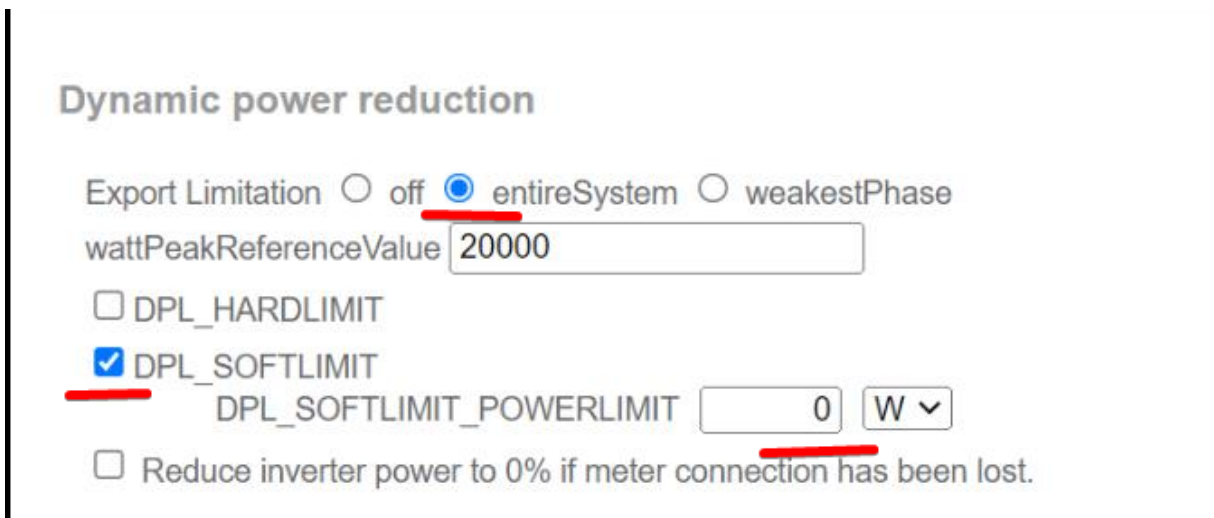 Dynamic power reduction
Export Limitation off entireSystem weakestPhase
wattPeakReferenceValue 20000
DPL_HARDLIMIT
DPL_SOFTLIMIT
DPL_SOFTLIMIT_POWERLIMIT 0 W
Reduce inverter power to 0% if meter connection has been lost.